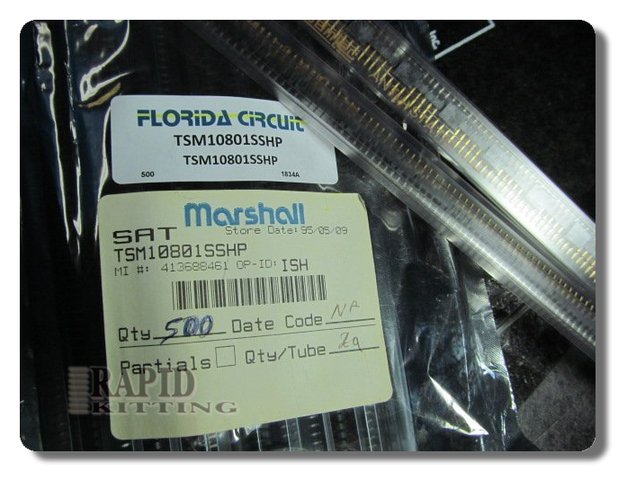 Inc
FLORIDA CIRCUIT
TSM10801SSHP
TSM10801SSHP
500 1834A
Marshall
SAT Store Date: 95/05/09
TSM10801SSHP
MI #: 413688461 OP-ID: ISH
Qty 500 Date Code NA
Partials Qty/Tube
RAPID
KITTING